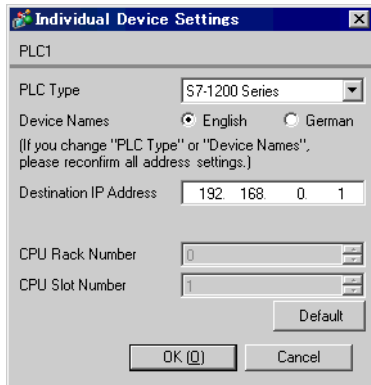 Individual Device Settings
PLC1
PLC Type S7-1200 Series
Device Names English German
(If you change "PLC Type" or "Device Names",
please reconfirm all address settings.)
Destination IP Address 192. 168. 0. 1
CPU Rack Number 0
CPU Slot Number 1
Default
OK (O) Cancel